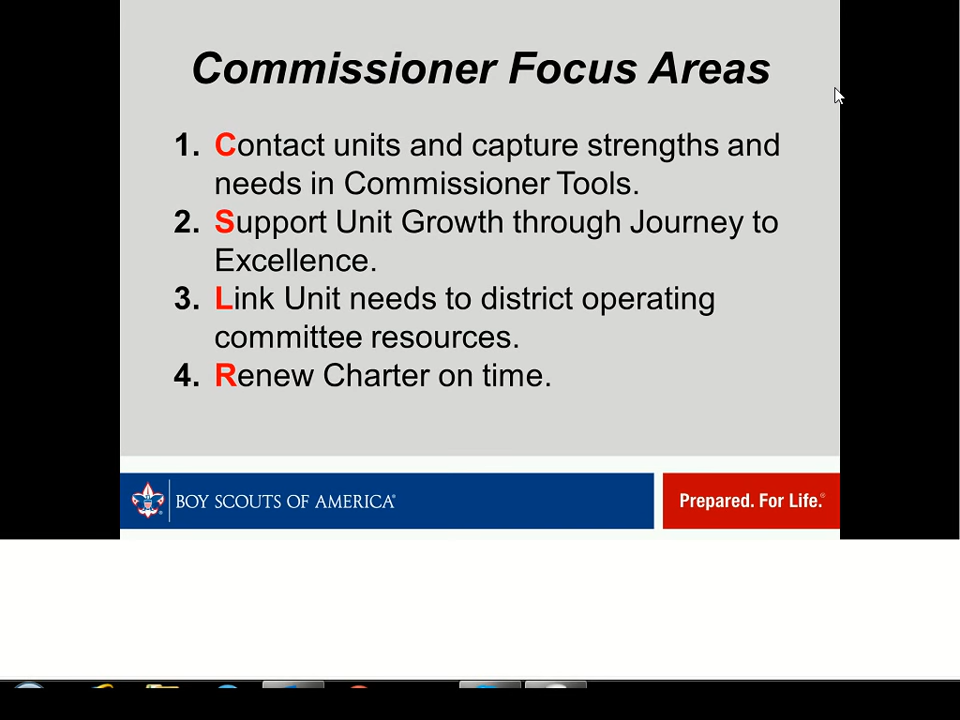 Commissioner Focus Areas
1. Contact units and capture strengths and
needs in Commissioner Tools.
2. Support Unit Growth through Journey to
Excellence.
3. Link Unit needs to district operating
committee resources.
4. Renew Charter on time.
BOY SCOUTS OF AMERICA®
Prepared. For Life.®